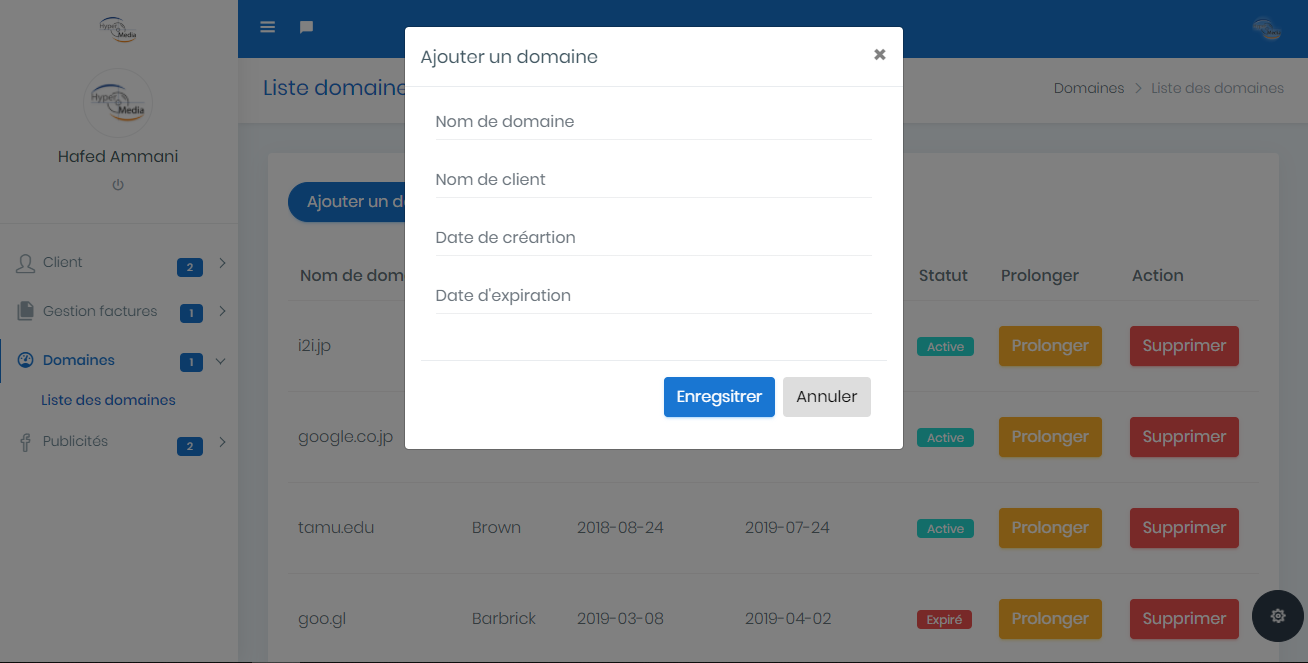 Hyper
Media
Ajouter un domaine
×
Liste domaine
Domaines > Liste des domaines
Hyper
Media
Hafed Ammani
Nom de domaine
Nom de client
Date de créartion
Date d'expiration
Enregsitrer
Annuler
Ajouter un d
Client 2
Gestion factures 1
Domaines 1
Liste des domaines
Publicités 2
Nom de dom Statut Prolonger Action
i2i.jp Active Prolonger Supprimer
google.co.jp Active Prolonger Supprimer
tamu.edu Brown 2018-08-24 2019-07-24 Active Prolonger Supprimer
goo.gl Barbrick 2019-03-08 2019-04-02 Expiré Prolonger Supprimer